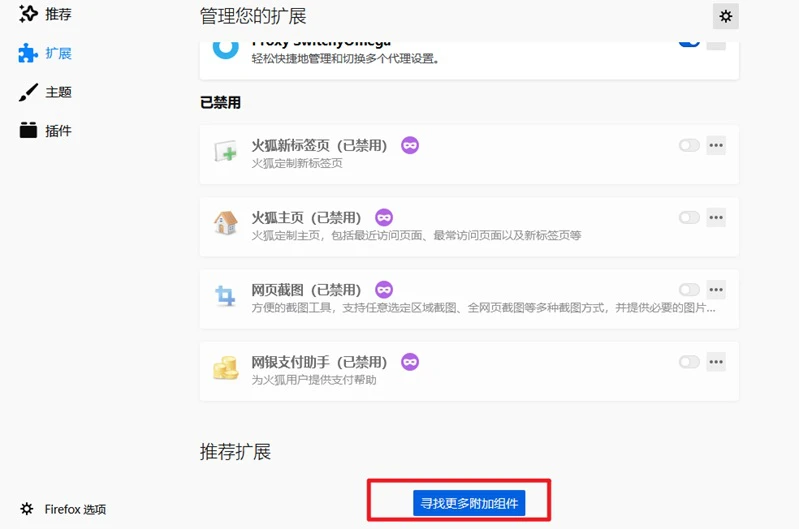 推荐
管理您的扩展
扩展
Proxy SwitchyOmega
轻松快捷地管理和切换多个代理设置。
主题
已禁用
插件
火狐新标签页（已禁用）
火狐定制新标签页
火狐主页（已禁用）
火狐定制主页，包括最近访问页面、最常访问页面以及新标签页等
网页截图（已禁用）
方便的截图工具，支持任意选定区域截图、全网页截图等多种截图方式，并提供必要的图片...
网银支付助手（已禁用）
为火狐用户提供支付帮助
推荐扩展
寻找更多附加组件
Firefox 选项